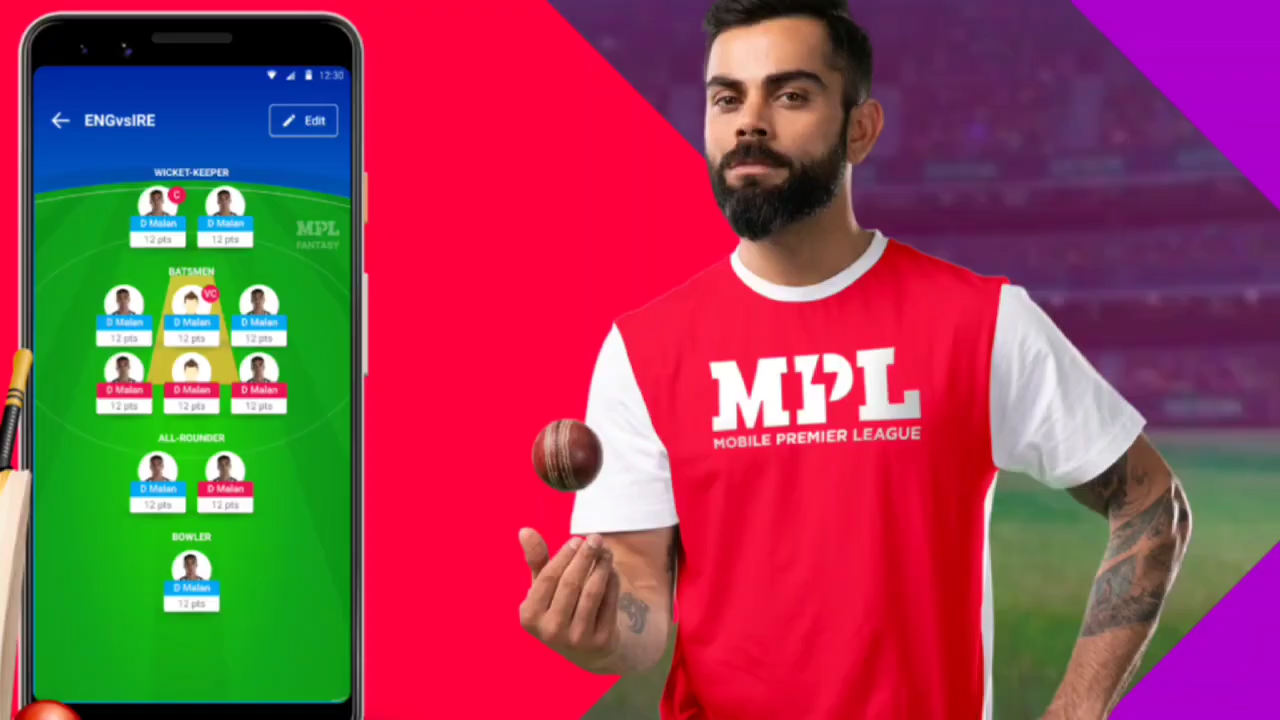 12:30
ENGvsIRE
Edit
WICKET-KEEPER
C
D Malan D Malan
12 pts 12 pts
MPL
FANTASY
BATSMEN
VC
D Malan D Malan D Malan
12 pts 12 pts 12 pts
D Malan D Malan D Malan
12 pts 12 pts 12 pts
ALL-ROUNDER
D Malan D Malan
12 pts 12 pts
BOWLER
D Malan
12 pts
MPL
MOBILE PREMIER LEAGUE